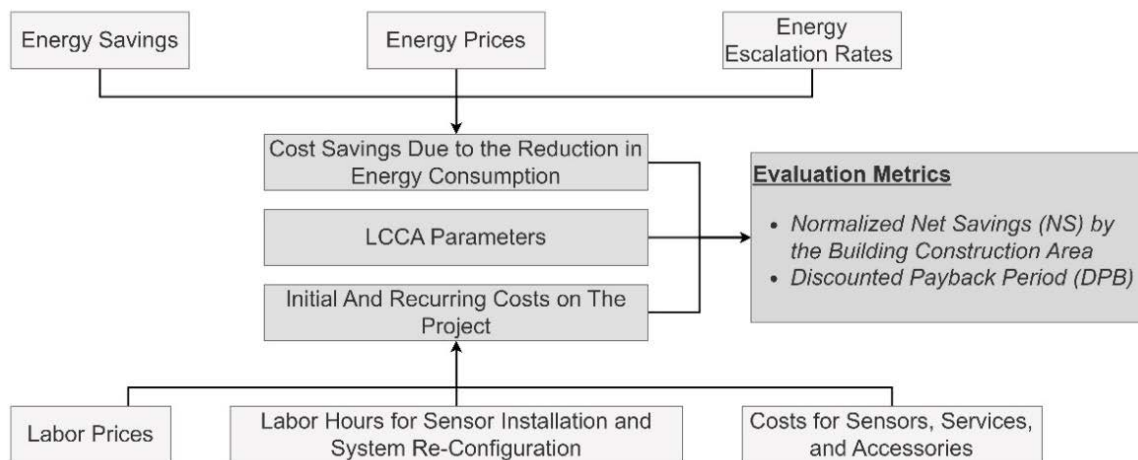 Energy Savings
Energy Prices
Energy
Escalation Rates
Cost Savings Due to the Reduction in
Energy Consumption
LCCA Parameters
Initial And Recurring Costs on The
Project
Evaluation Metrics
• Normalized Net Savings (NS) by
the Building Construction Area
• Discounted Payback Period (DPB)
Labor Prices
Labor Hours for Sensor Installation and
System Re-Configuration
Costs for Sensors, Services,
and Accessories